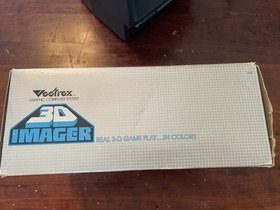 Vectrex
GRAPHIC COMPUTER SYSTEM
3D
IMAGER
REAL 3-D GAME PLAY...IN COLOR!